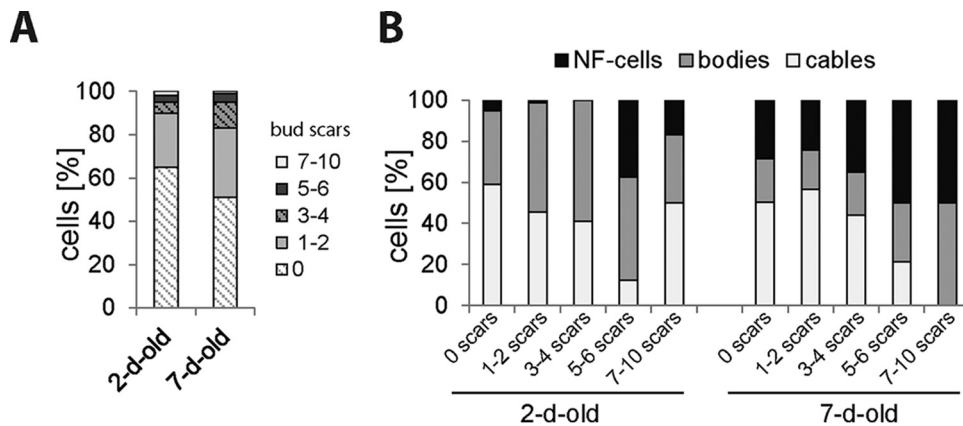 A
cells [%]
100
80
60
40
20
0
2-d-old
7-d-old
bud scars
7-10
5-6
3-4
1-2
0
B
NF-cells bodies cables
cells [%]
100
80
60
40
20
0
0 scars
1-2 scars
3-4 scars
5-6 scars
7-10 scars
0 scars
1-2 scars
3-4 scars
5-6 scars
7-10 scars
2-d-old
7-d-old